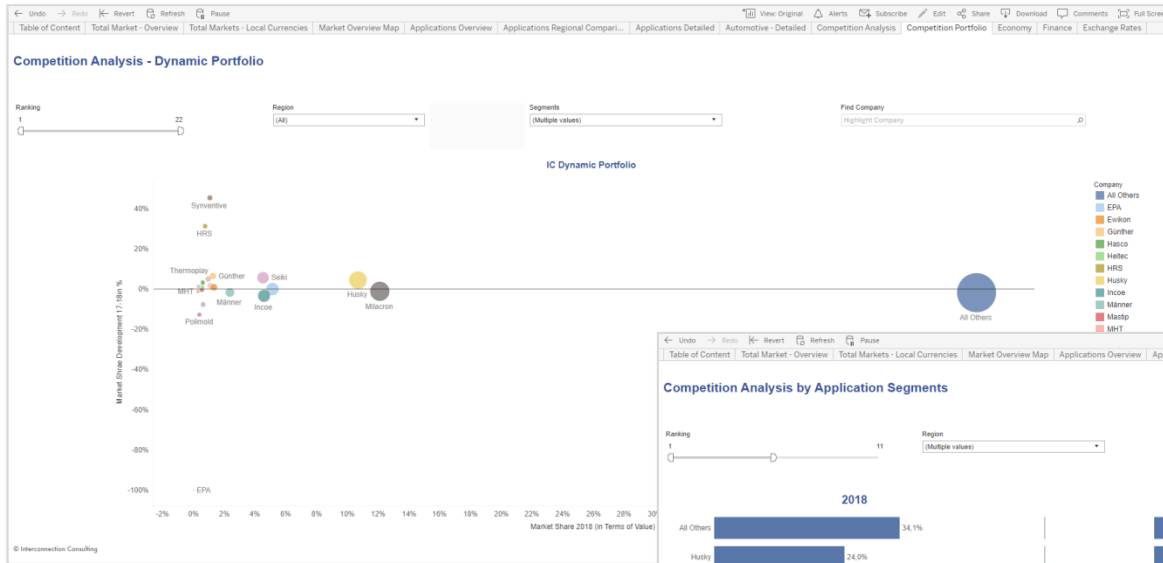 Undo Redo Revert Refresh Pause View: Original Alerts Subscribe Edit Share Download Comments Full Scree
Table of Content Total Market - Overview Total Markets - Local Currencies Market Overview Map Applications Overview Applications Regional Compari... Applications Detailed Automotive - Detailed Competition Analysis Competition Portfolio Economy Finance Exchange Rates
Competition Analysis - Dynamic Portfolio
Ranking Region Segments Find Company
1 22 (All) (Multiple values) Highlight Company
IC Dynamic Portfolio
Company
All Others
EPA
Ewikon
Günther
Hasco
Heitec
HRS
Husky
Incoe
Männer
Mastip
MHT
Market Shrae Development 17-18in %
40%
20%
0%
-20%
-40%
-60%
-80%
-100%
Synventive
HRS
Thermoplay
Günther
Saiki
MHT
Männer
Incoe
Husky
Milacron
All Others
Polimold
EPA
-2% 0% 2% 4% 6% 8% 10% 12% 14% 16% 18% 20% 22% 24% 26% 28% 30
Market Share 2018 (in Terms of Value)
© Interconnection Consulting
Undo Redo Revert Refresh Pause
Table of Content Total Market - Overview Total Markets - Local Currencies Market Overview Map Applications Overview Ap
Competition Analysis by Application Segments
Ranking Region
1 11 (Multiple values)
2018
All Others 34,1%
Husky 24,0%